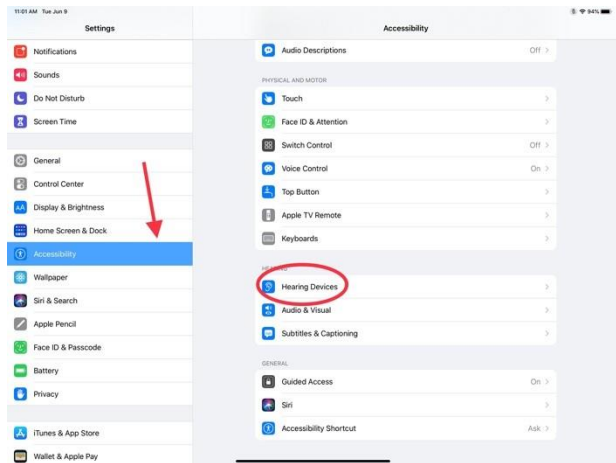 11:01 AM Tue Jun 9
84%
Settings
Notifications
Sounds
Do Not Disturb
Screen Time
General
Control Center
AA Display & Brightness
Home Screen & Dock
Accessibility
Wallpaper
Siri & Search
Apple Pencil
Face ID & Passcode
Battery
Privacy
iTunes & App Store
Wallet & Apple Pay
Accessibility
Audio Descriptions Off
PHYSICAL AND MOTOR
Touch
Face ID & Attention
Switch Control Off
Voice Control On
Top Button
Apple TV Remote
Keyboards
HEARING
Hearing Devices
Audio & Visual
Subtitles & Captioning
GENERAL
Guided Access On
Siri
Accessibility Shortcut Ask